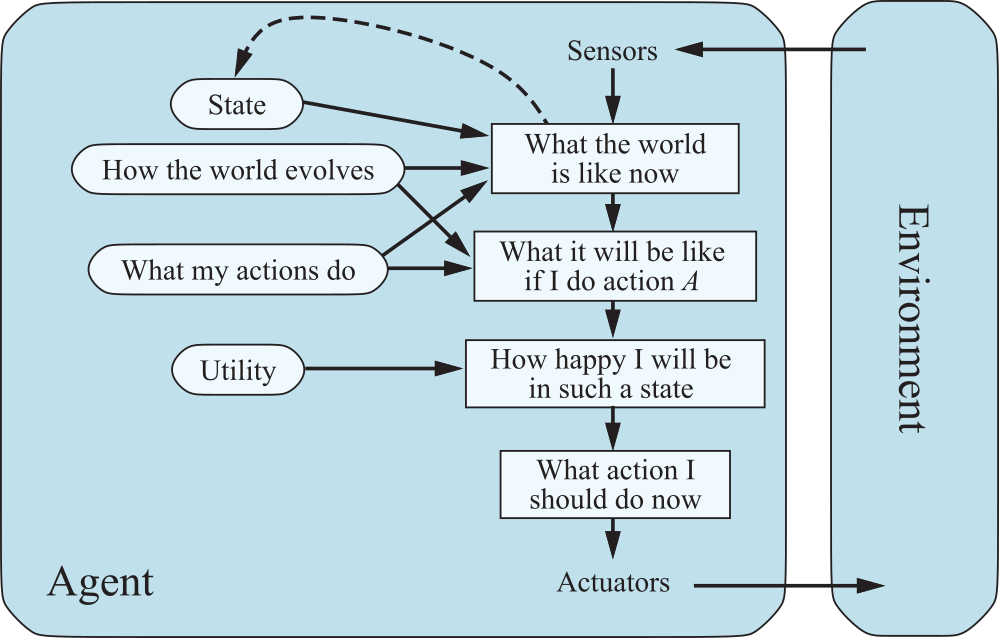 Sensors
State
What the world
is like now
How the world evolves
What it will be like
if I do action A
What my actions do
How happy I will be
in such a state
Utility
What action I
should do now
Actuators
Agent
Environment